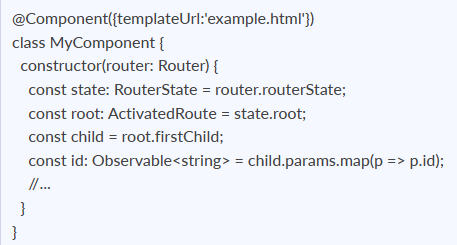 @Component({templateUrl:'example.html'})
class MyComponent {
constructor(router: Router) {
const state: RouterState = router.routerState;
const root: ActivatedRoute = state.root;
const child = root.firstChild;
const id: Observable<string> = child.params.map(p => p.id);
//...
}
}